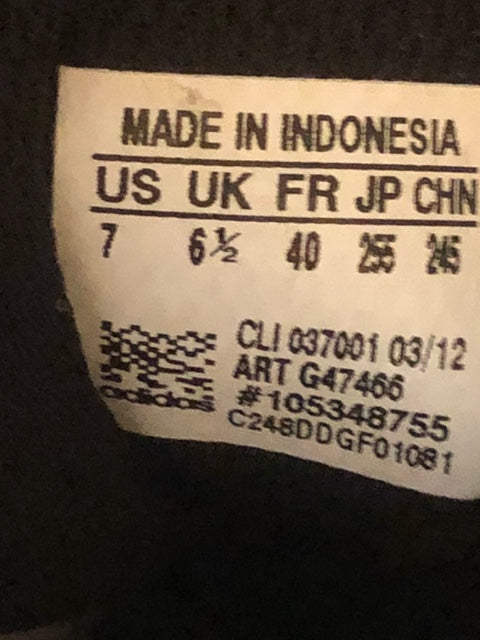 MADE IN INDONESIA
US UK FR JP CHN
7 6½ 40 255 245
CLI 037001 03/12
ART G47466
#105348755
C248DDGF01081
adidas